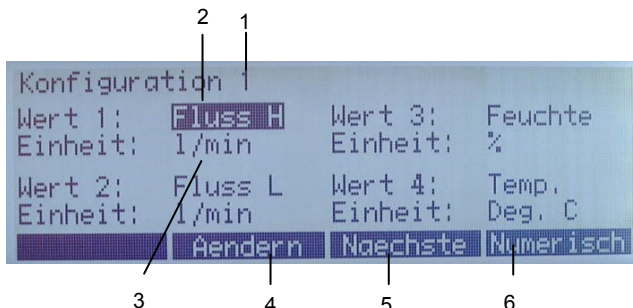 2 1
Konfiguration 1
Wert 1: Fluss H Wert 3: Feuchte
Einheit: l/min Einheit: %
Wert 2: Fluss L Wert 4: Temp.
Einheit: l/min Einheit: Deg. C
Aendern Naechste Numerisch
3 4 5 6